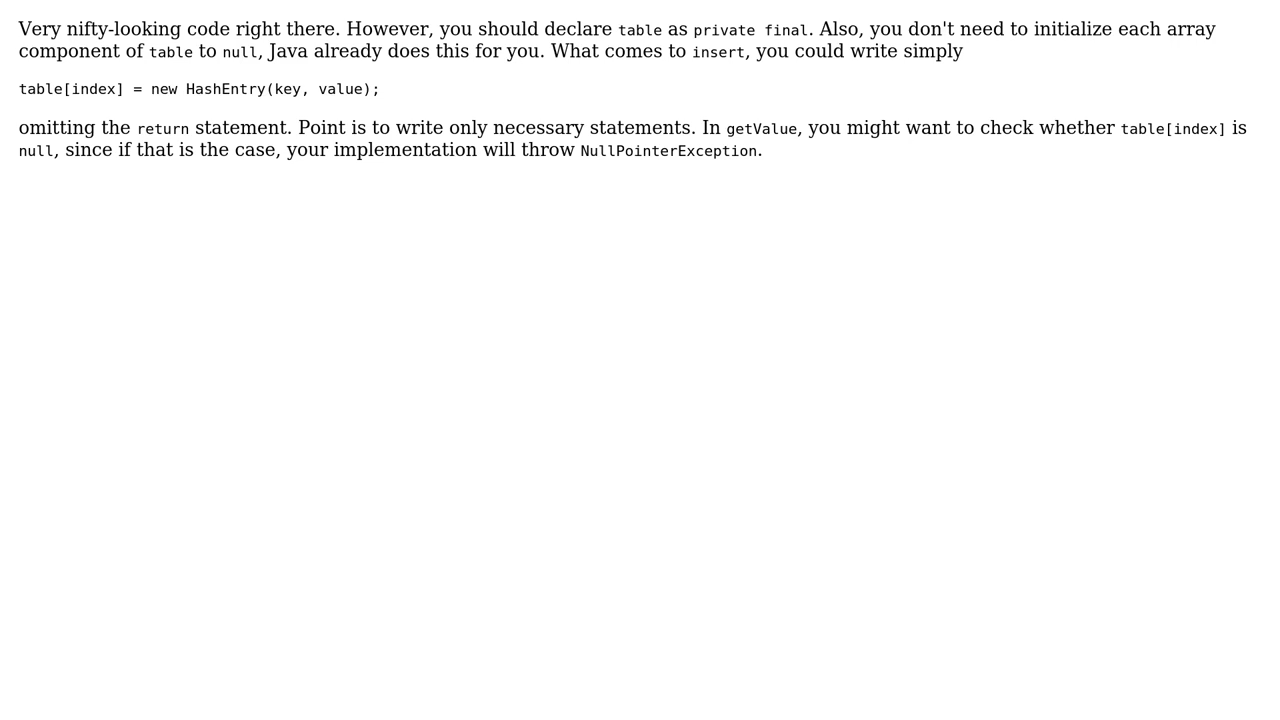 Very nifty-looking code right there. However, you should declare table as private final. Also, you don't need to initialize each array
component of table to null, Java already does this for you. What comes to insert, you could write simply
table[index] = new HashEntry(key, value);
omitting the return statement. Point is to write only necessary statements. In getValue, you might want to check whether table[index] is
null, since if that is the case, your implementation will throw NullPointerException.